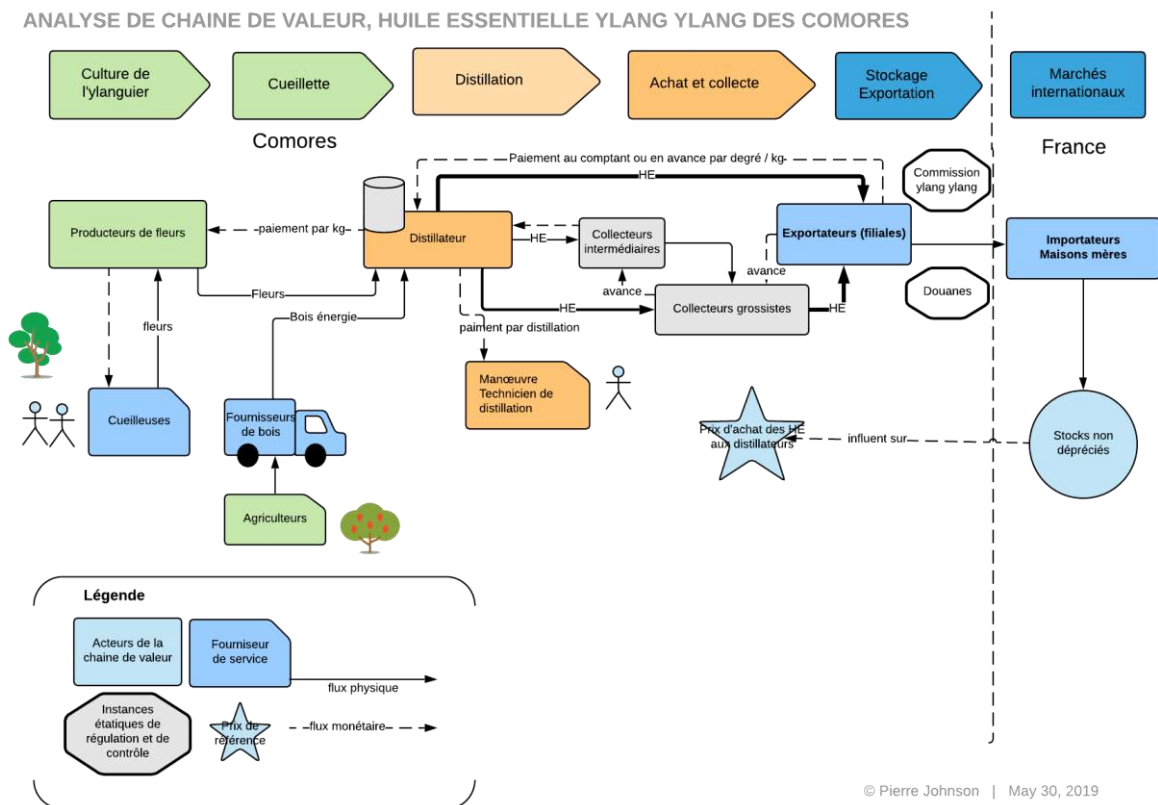 ANALYSE DE CHAINE DE VALEUR, HUILE ESSENTIELLE YLANG YLANG DES COMORES
Culture de
l'ylanguier
Cueillette
Distillation
Achat et collecte
Stockage
Exportation
Marchés
internationaux
Comores
France
Paiement au comptant ou en avance par degré / kg
HE
Commission
ylang ylang
Producteurs de fleurs
paiement par kg
Distillateur
HE
Collecteurs
intermédiaires
Exportateurs (filiales)
Importateurs
Maisons mères
avance
Fleurs
avance
Douanes
HE
Collecteurs grossistes
HE
fleurs
Bois énergie
paiment par distillation
Manœuvre
Technicien de
distillation
Cueilleuses
Fournisseurs
de bois
Prix d'achat des HE
aux distillateurs
influent sur
Stocks non
dépréciés
Agriculteurs
Légende
Acteurs de la
chaine de valeur
Fourniseur
de service
flux physique
Instances
étatiques de
régulation et de
contrôle
Prix de
référence
flux monétaire
© Pierre Johnson | May 30, 2019